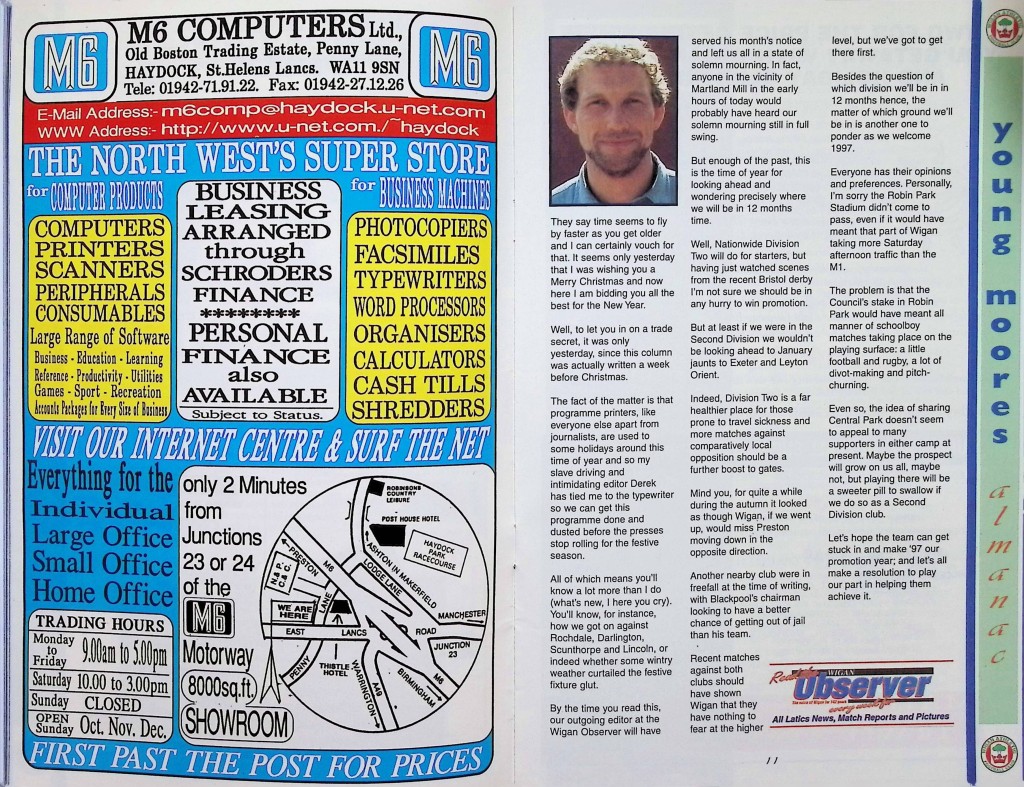 M6
M6 COMPUTERS Ltd.,
Old Boston Trading Estate, Penny Lane,
HAYDOCK, St.Helens Lancs. WA11 9SN
Tele: 01942-71.91.22. Fax: 01942-27.12.26
M6
E-Mail Address:- m6comp@haydock.u-net.com
WWW Address:- http://www.u-net.com./~haydock
THE NORTH WEST'S SUPER STORE
for COMPUTER PRODUCTS
for BUSINESS MACHINES
COMPUTERS
PRINTERS
SCANNERS
PERIPHERALS
CONSUMABLES
Large Range of Software
Business - Education - Learning
Reference - Productivity - Utilities
Games - Sport - Recreation
Accounts Packages for Every Size of Business
BUSINESS
LEASING
ARRANGED
through
SCHRODERS
FINANCE
********
PERSONAL
FINANCE
also
AVAILABLE
Subject to Status.
PHOTOCOPIERS
FACSIMILES
TYPEWRITERS
WORD PROCESSORS
ORGANISERS
CALCULATORS
CASH TILLS
SHREDDERS
VISIT OUR INTERNET CENTRE & SURF THE NET
Everything for the
Individual
Large Office
Small Office
Home Office
TRADING HOURS
Monday
to
Friday
9.00am to 5.00pm
Saturday 10.00 to 3.00pm
Sunday CLOSED
OPEN
Sunday
Oct. Nov. Dec.
only 2 Minutes
from
Junctions
23 or 24
of the
M6
Motorway
8000sq.ft.
SHOWROOM
ROBINSONS
COUNTRY
LEISURE
POST HOUSE HOTEL
HAYDOCK
PARK
RACECOURSE
PRESTON
M6
ASHTON IN MAKERFIELD
LODGE LANE
N & P.
C & C.
WE ARE
HERE
LANE
MANCHESTER
EAST
LANCS
ROAD
JUNCTION
23
PENNY
THISTLE
HOTEL
WARRINGTON
A49
BIRMINGHAM
M6
FIRST PAST THE POST FOR PRICES
They say time seems to fly
by faster as you get older
and I can certainly vouch for
that. It seems only yesterday
that I was wishing you a
Merry Christmas and now
here I am bidding you all the
best for the New Year.
Well, to let you in on a trade
secret, it was only
yesterday, since this column
was actually written a week
before Christmas.
The fact of the matter is that
programme printers, like
everyone else apart from
journalists, are used to
some holidays around this
time of year and so my
slave driving and
intimidating editor Derek
has tied me to the typewriter
so we can get this
programme done and
dusted before the presses
stop rolling for the festive
season.
All of which means you'll
know a lot more than I do
(what's new, I here you cry).
You'll know, for instance,
how we got on against
Rochdale, Darlington,
Scunthorpe and Lincoln, or
indeed whether some wintry
weather curtailed the festive
fixture glut.
By the time you read this,
our outgoing editor at the
Wigan Observer will have
served his month's notice
and left us all in a state of
solemn mourning. In fact,
anyone in the vicinity of
Martland Mill in the early
hours of today would
probably have heard our
solemn mourning still in full
swing.
But enough of the past, this
is the time of year for
looking ahead and
wondering precisely where
we will be in 12 months
time.
Well, Nationwide Division
Two will do for starters, but
having just watched scenes
from the recent Bristol derby
I'm not sure we should be in
any hurry to win promotion.
But at least if we were in the
Second Division we wouldn't
be looking ahead to January
jaunts to Exeter and Leyton
Orient.
Indeed, Division Two is a far
healthier place for those
prone to travel sickness and
more matches against
comparatively local
opposition should be a
further boost to gates.
Mind you, for quite a while
during the autumn it looked
as though Wigan, if we went
up, would miss Preston
moving down in the
opposite direction.
Another nearby club were in
freefall at the time of writing,
with Blackpool's chairman
looking to have a better
chance of getting out of jail
than his team.
Recent matches
against both
clubs should
have shown
Wigan that they
have nothing to
fear at the higher
level, but we've got to get
there first.
Besides the question of
which division we'll be in in
12 months hence, the
matter of which ground we'll
be in is another one to
ponder as we welcome
1997.
Everyone has their opinions
and preferences. Personally,
I'm sorry the Robin Park
Stadium didn't come to
pass, even if it would have
meant that part of Wigan
taking more Saturday
afternoon traffic than the
M1.
The problem is that the
Council's stake in Robin
Park would have meant all
manner of schoolboy
matches taking place on the
playing surface: a little
football and rugby, a lot of
divot-making and pitch-
churning.
Even so, the idea of sharing
Central Park doesn't seem
to appeal to many
supporters in either camp at
present. Maybe the prospect
will grow on us all, maybe
not, but playing there will be
a sweeter pill to swallow if
we do so as a Second
Division club.
Let's hope the team can get
stuck in and make '97 our
promotion year; and let's all
make a resolution to play
our part in helping them
achieve it.
WIGAN
Observer
every week for
All Latics News, Match Reports and Pictures
11
young moores
almanac